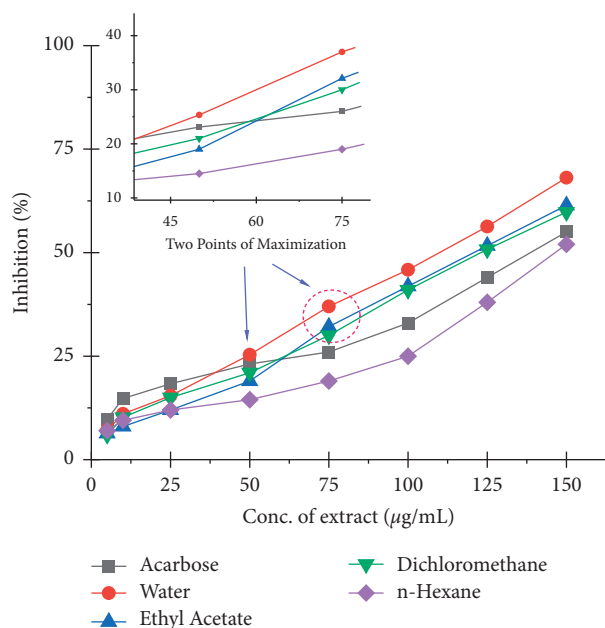 40
30
20
10
45 60 75
Two Points of Maximization
100
75
50
25
0
Inhibition (%)
0 25 50 75 100 125 150
Conc. of extract (μg/mL)
Acarbose
Water
Ethyl Acetate
Dichloromethane
n-Hexane